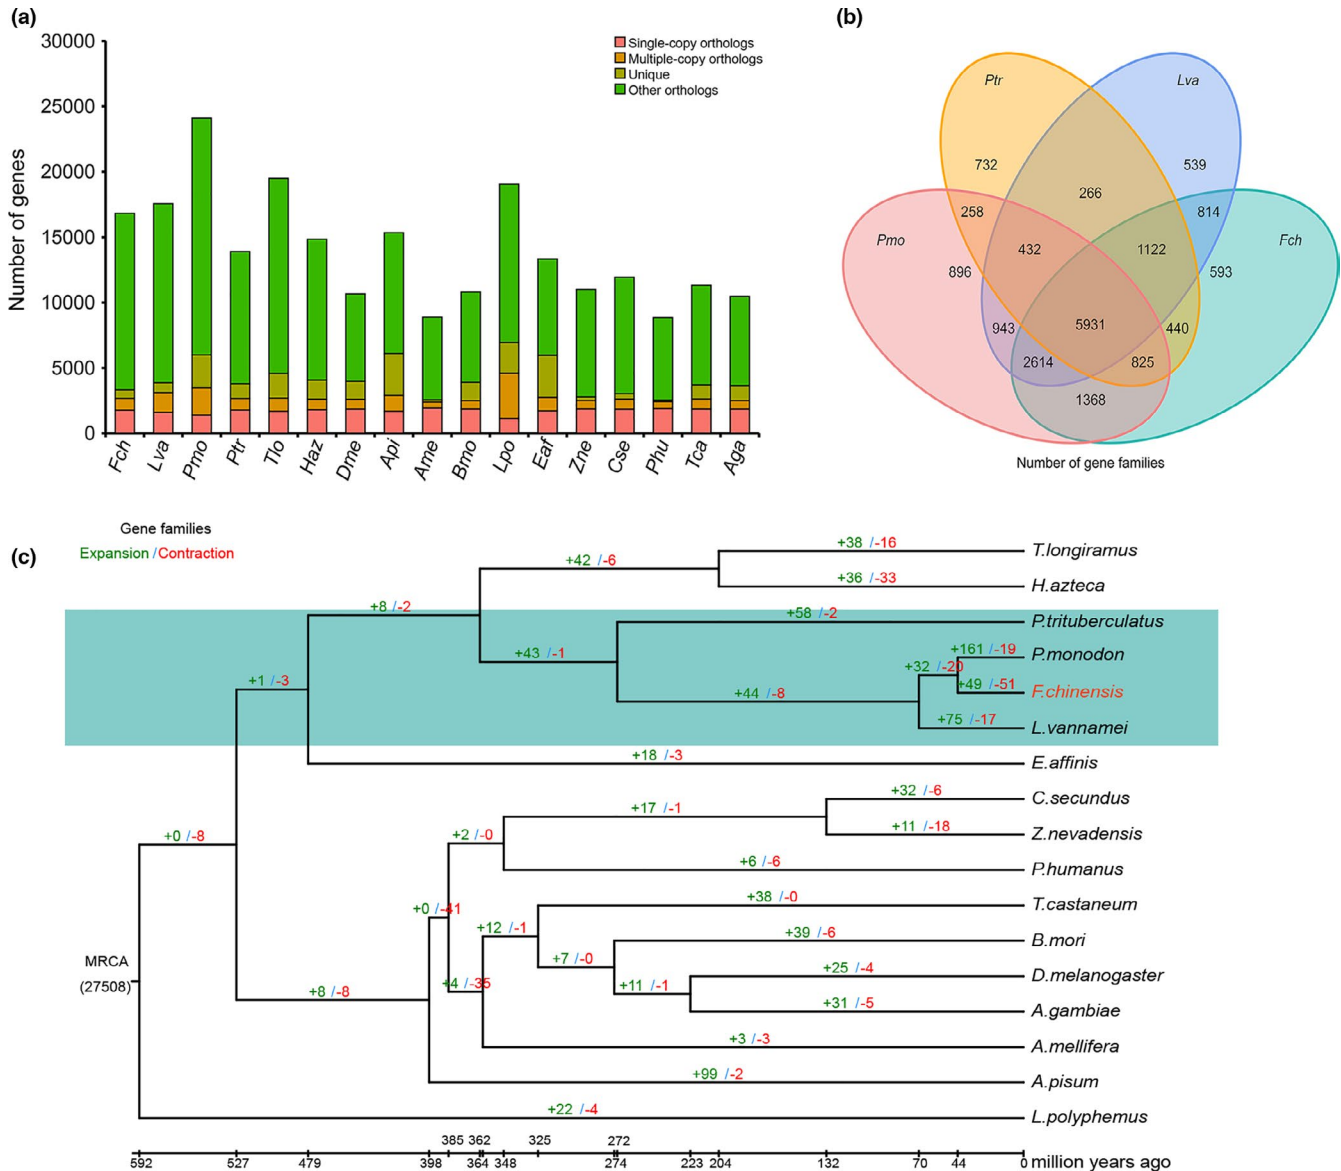 (a)
30000
25000
20000
15000
10000
5000
0
Number of genes
Single-copy orthologs
Multiple-copy orthologs
Unique
Other orthologs
Fch Lva Pmo Ptr Tlo Haz Dme Api Ame Bmo Lpo Eaf Zne Cse Phu Tca Aga
(b)
Ptr
Lva
Pmo
Fch
732
539
266
258
814
432
1122
896
593
943
5931
440
2614
825
1368
Number of gene families
(c)
Gene families
Expansion /Contraction
+38 /-16
T.longiramus
+42 /-6
+36 /-33
H.azteca
+8 /-2
+58 /-2
P.trituberculatus
+43 /-1
+161 /-19
P.monodon
+32 /-20
+1 /-3
+49 /-51
F.chinensis
+44 /-8
+75 /-17
L.vannamei
+18 /-3
E.affinis
+32 /-6
C.secundus
+17 /-1
+11 /-18
Z.nevadensis
+0 /-8
+2 /-0
+6 /-6
P.humanus
+38 /-0
T.castaneum
+0 /-41
+12 /-1
+39 /-6
B.mori
+7 /-0
+25 /-4
D.melanogaster
MRCA
(27508)
+8 /-8
+4 /-35
+11 /-1
+31 /-5
A.gambiae
+3 /-3
A.mellifera
+99 /-2
A.pisum
+22 /-4
L.polyphemus
385 362 325 272
592 527 479 398 364 348 274 223 204 132 70 44 0 million years ago